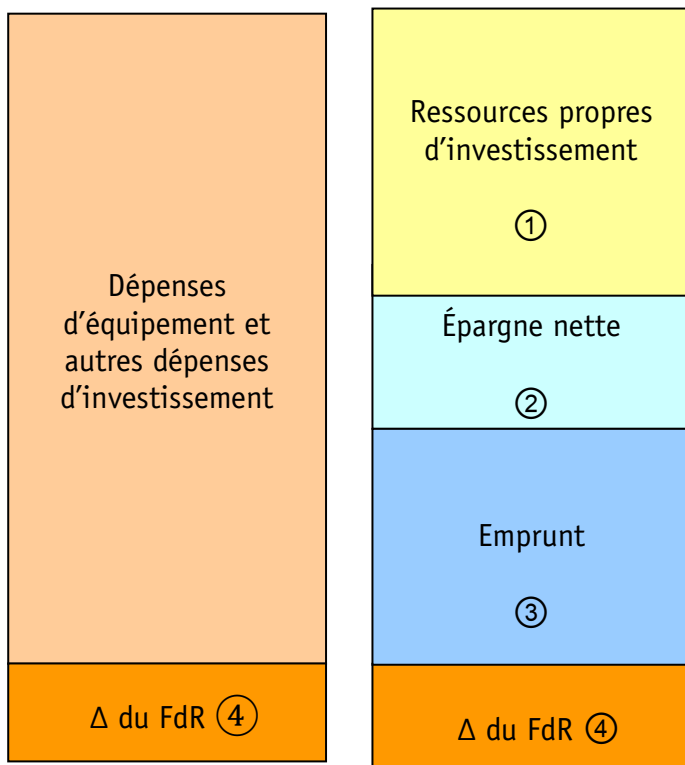 Dépenses
d'équipement et
autres dépenses
d'investissement
Δ du FdR ④
Ressources propres
d'investissement
①
Épargne nette
②
Emprunt
③
Δ du FdR ④